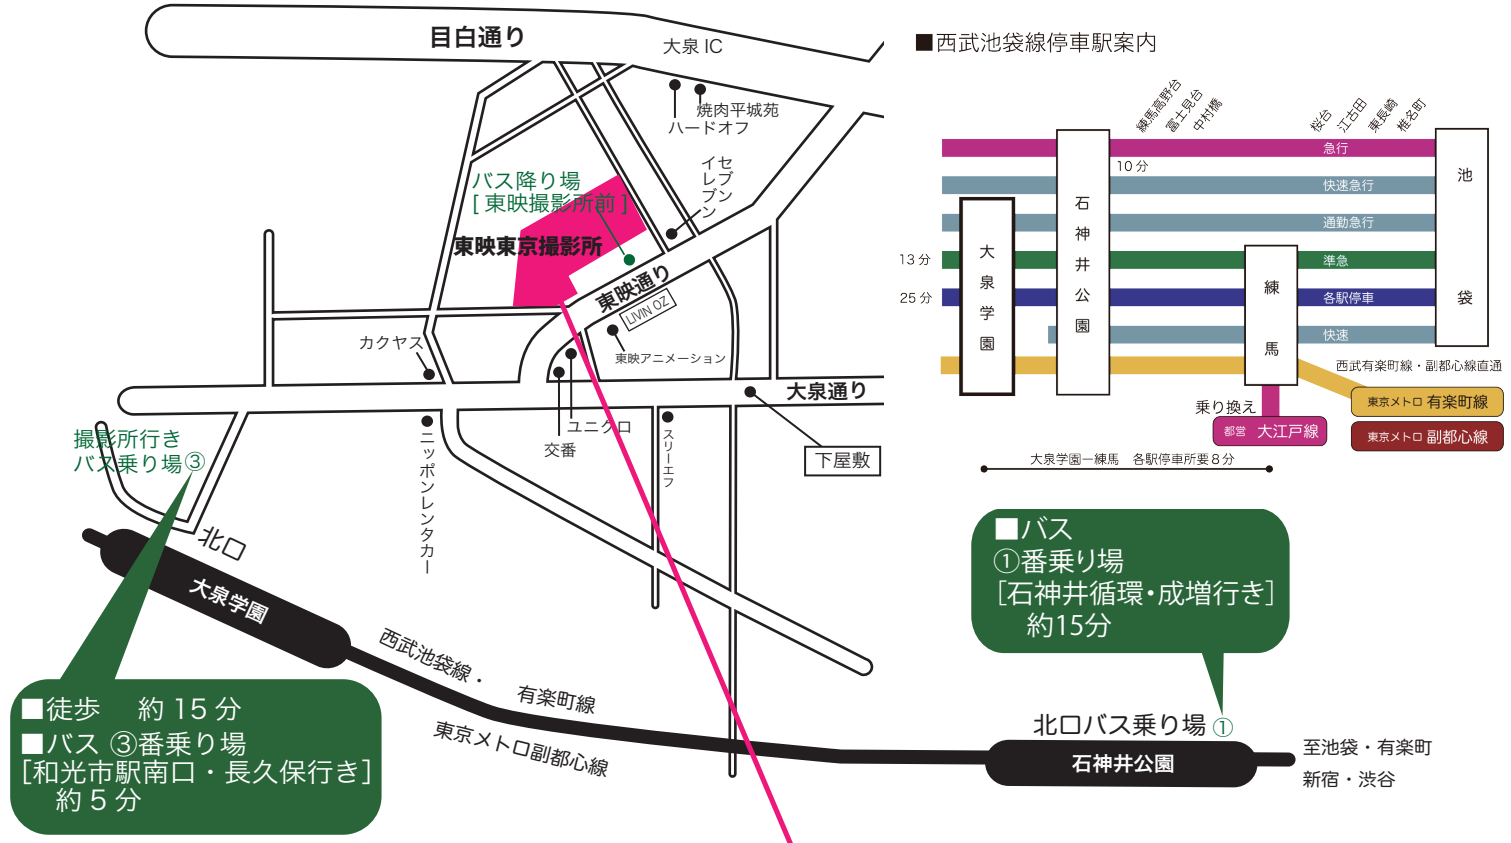 目白通り
大泉 IC
焼肉平城苑
ハードオフ
セブン
イレブン
バス降り場
[ 東映撮影所前 ]
東映東京撮影所
東映通り
LIVIN OZ
カクヤス
東映アニメーション
大泉通り
ユニクロ
交番
スリーエフ
下屋敷
ニッポンレンタカー
撮影所行き
バス乗り場③
北口
大泉学園
西武池袋線・
有楽町線
東京メトロ副都心線
■徒歩 約 15 分
■バス ③番乗り場
[和光市駅南口・長久保行き]
約 5 分
■西武池袋線停車駅案内
練馬高野台
富士見台
中村橋
桜台
江古田
東長崎
椎名町
急行
10 分
快速急行
通勤急行
13 分
準急
25 分
各駅停車
快速
大泉学園
石神井公園
練馬
池袋
西武有楽町線・副都心線直通
東京メトロ 有楽町線
東京メトロ 副都心線
乗り換え
都営 大江戸線
大泉学園ー練馬 各駅停車所要８分
■バス
①番乗り場
[石神井循環・成増行き]
約15分
北口バス乗り場 ①
石神井公園
至池袋・有楽町
新宿・渋谷